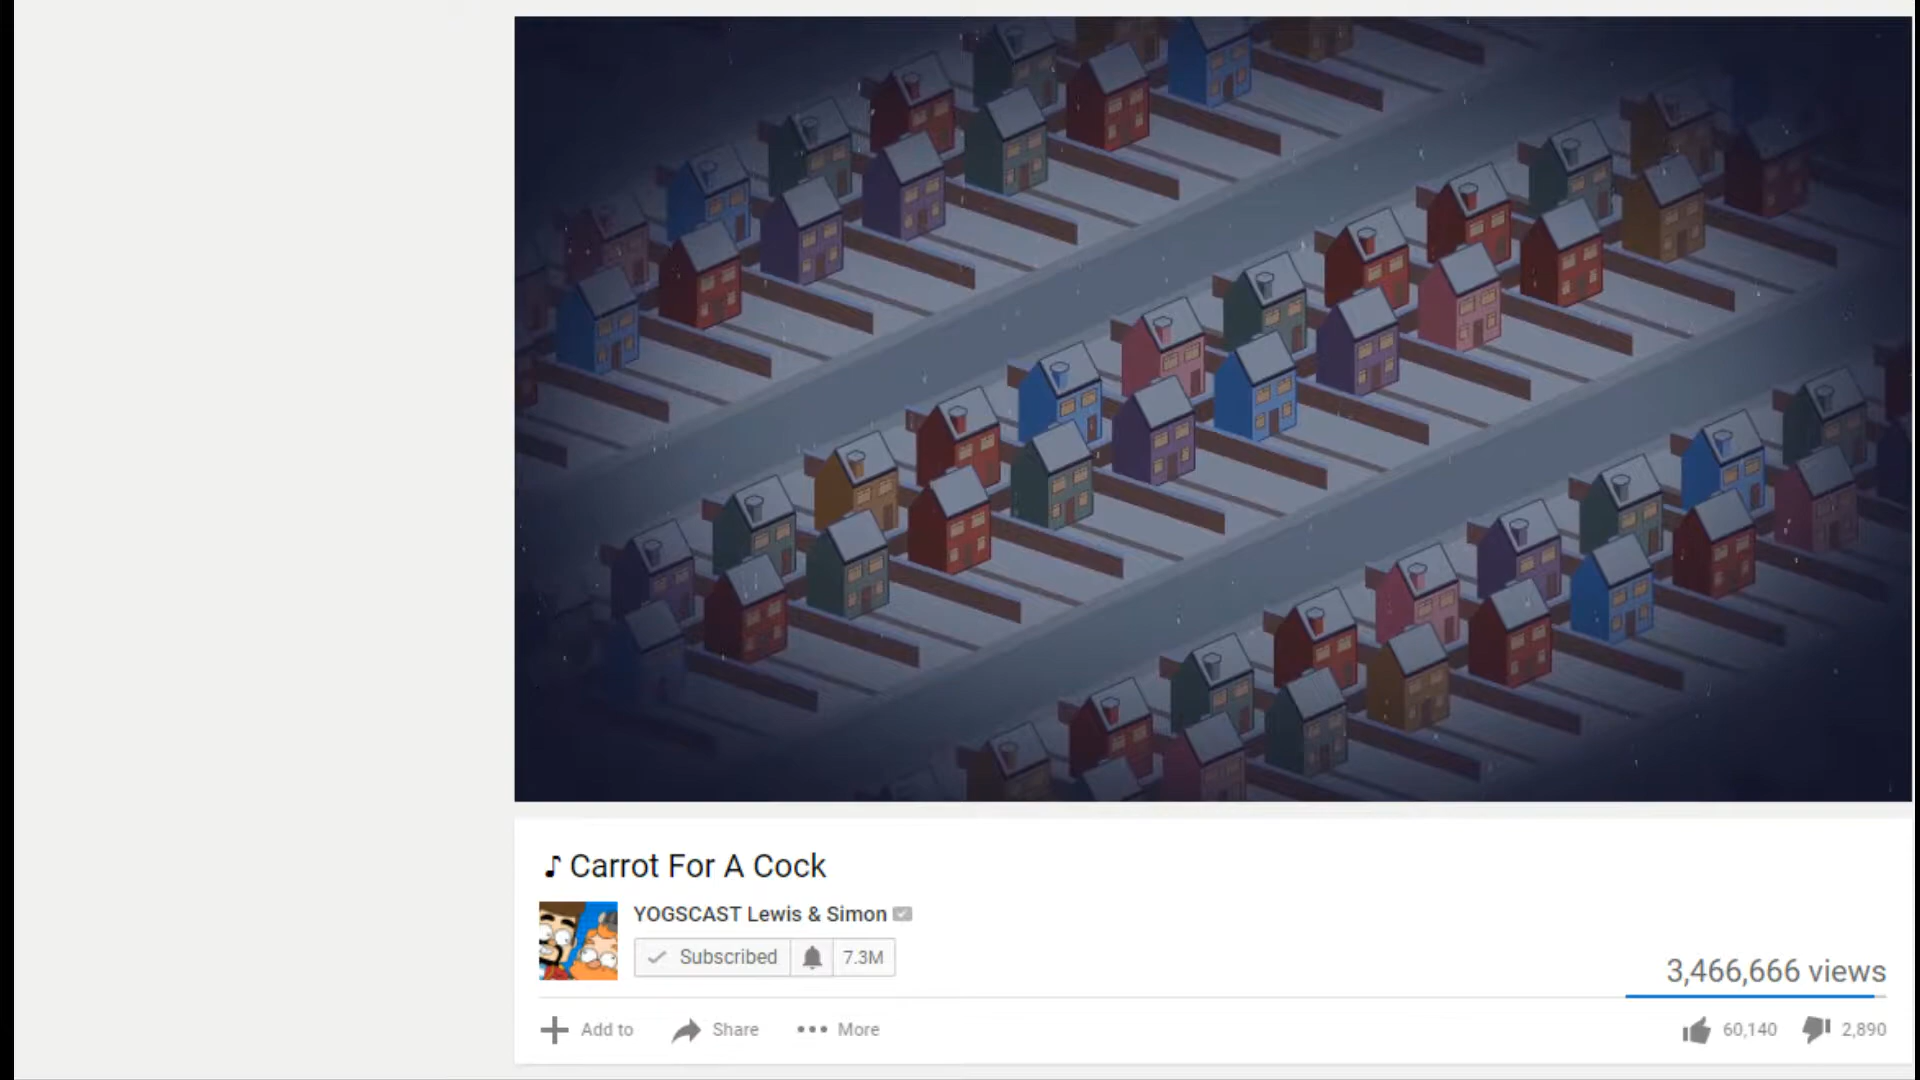 ♪ Carrot For A Cock
YOGSCAST Lewis & Simon
Subscribed 7.3M
3,466,666 views
Add to Share More 60,140 2,890